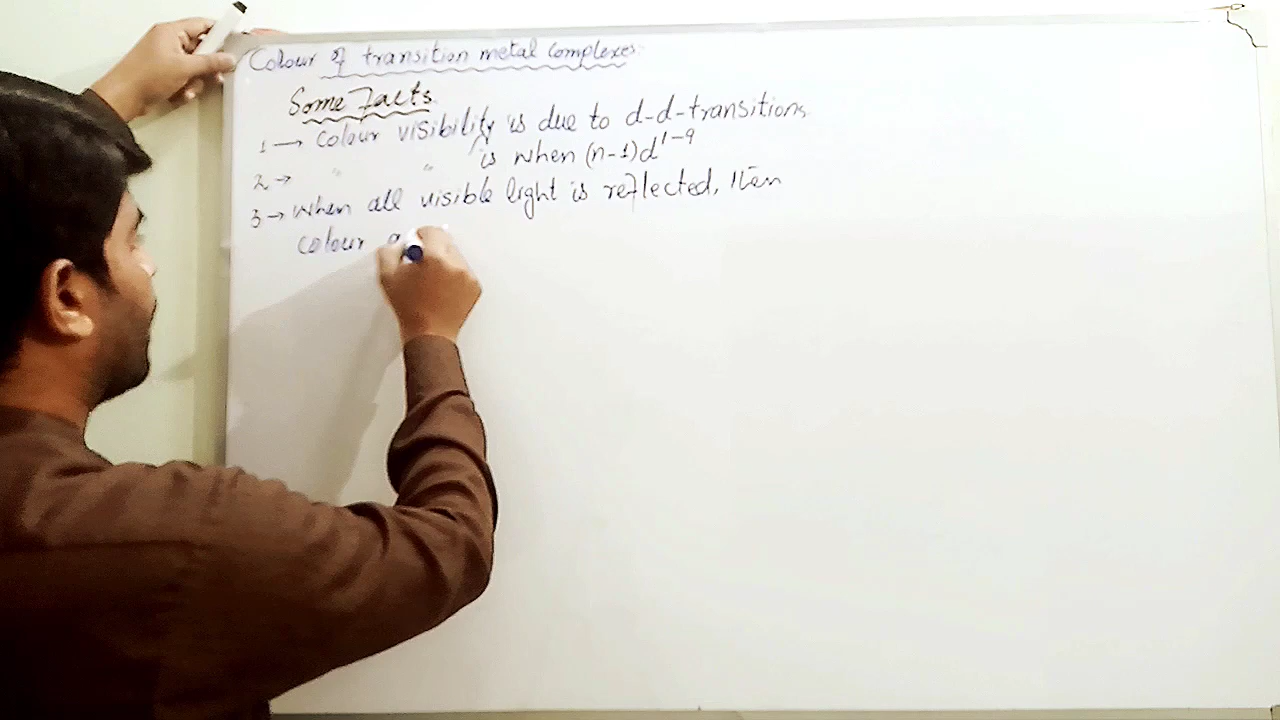 Colour of transition metal complexes:
Some Facts
1 → Colour visibility is due to d-d-transitions.
2 → " " is when (n-1)d¹⁻⁹
3 → When all visible light is reflected, then
colour